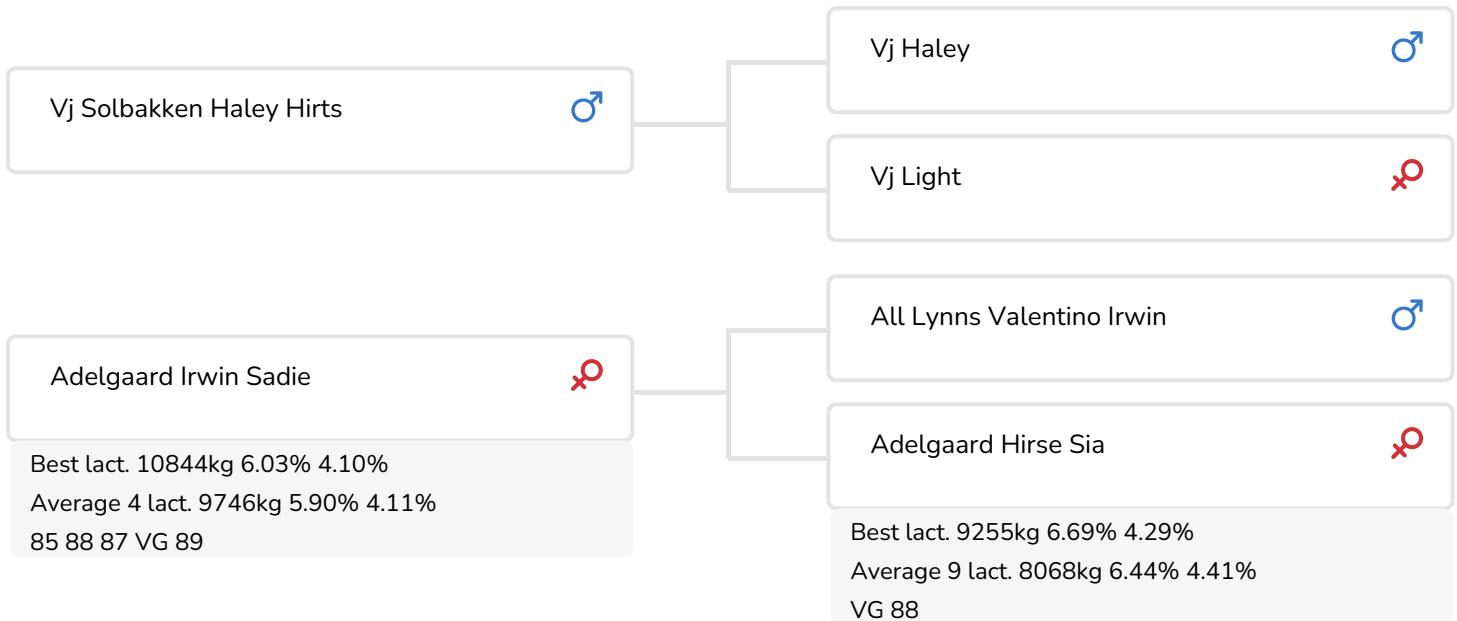 Vj Solbakken Haley Hirts
Vj Haley
Vj Light
Adelgaard Irwin Sadie
Best lact. 10844kg 6.03% 4.10%
Average 4 lact. 9746kg 5.90% 4.11%
85 88 87 VG 89
All Lynns Valentino Irwin
Adelgaard Hirse Sia
Best lact. 9255kg 6.69% 4.29%
Average 9 lact. 8068kg 6.44% 4.41%
VG 88